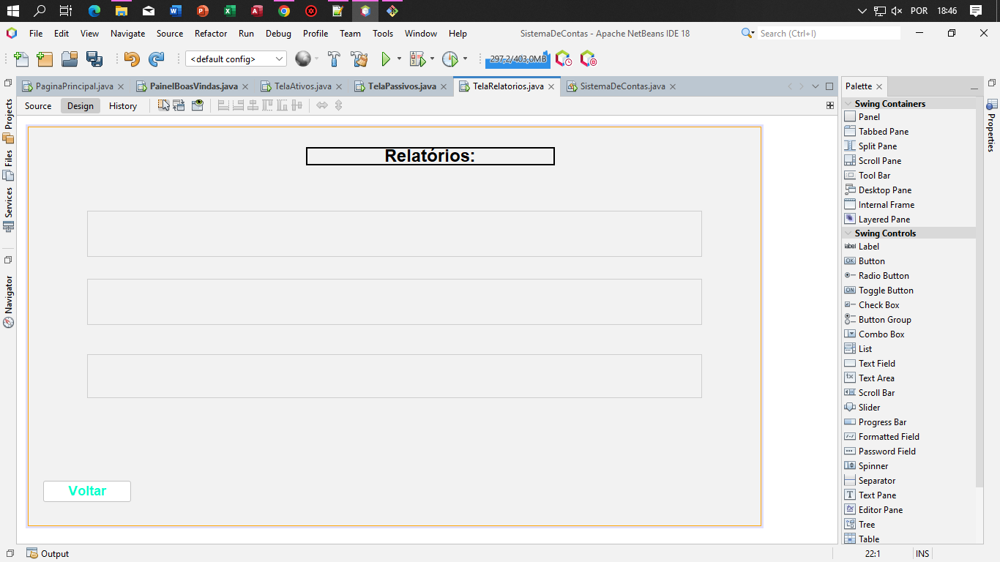 POR 18:46
File Edit View Navigate Source Refactor Run Debug Profile Team Tools Window Help SistemaDeContas - Apache NetBeans IDE 18 Search (Ctrl+I)
<default config> 297,2/403,0MB
PaginaPrincipal.java PainelBoasVindas.java TelaAtivos.java TelaPassivos.java TelaRelatorios.java SistemaDeContas.java Palette
Source Design History
Projects
Files
Services
Navigator
Relatórios:
Voltar
Swing Containers
Panel
Tabbed Pane
Split Pane
Scroll Pane
Tool Bar
Desktop Pane
Internal Frame
Layered Pane
Swing Controls
label Label
OK Button
Radio Button
ON Toggle Button
Check Box
Button Group
Combo Box
List
Text Field
Text Area
Scroll Bar
Slider
Progress Bar
Formatted Field
Password Field
Spinner
Separator
Text Pane
Editor Pane
Tree
Table
Properties
Output 22:1 INS